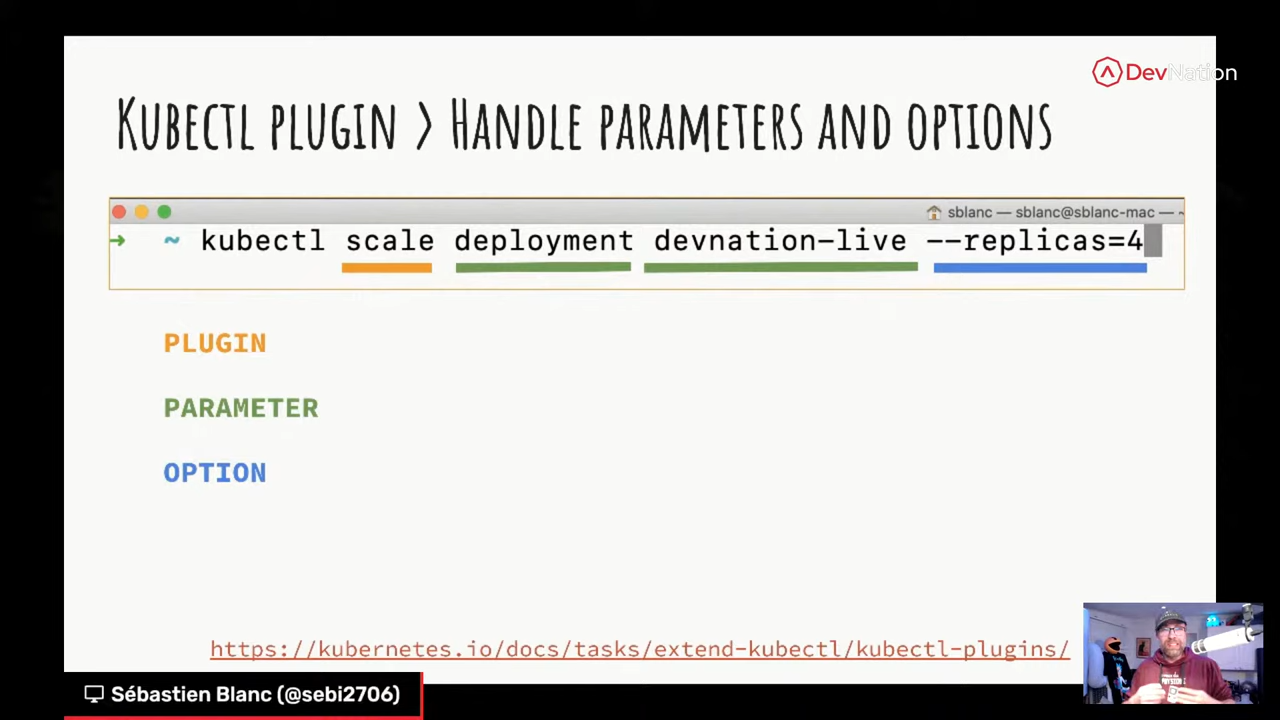 DevNation
Kubectl plugin > Handle parameters and options
sblanc — sblanc@sblanc-mac — ~
➜ ~ kubectl scale deployment devnation-live --replicas=4
PLUGIN
PARAMETER
OPTION
https://kubernetes.io/docs/tasks/extend-kubectl/kubectl-plugins/
Sébastien Blanc (@sebi2706)